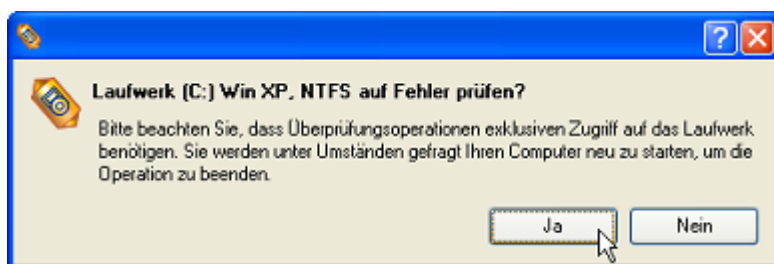 Laufwerk (C:) Win XP, NTFS auf Fehler prüfen?
Bitte beachten Sie, dass Überprüfungsoperationen exklusiven Zugriff auf das Laufwerk
benötigen. Sie werden unter Umständen gefragt Ihren Computer neu zu starten, um die
Operation zu beenden.
Ja Nein